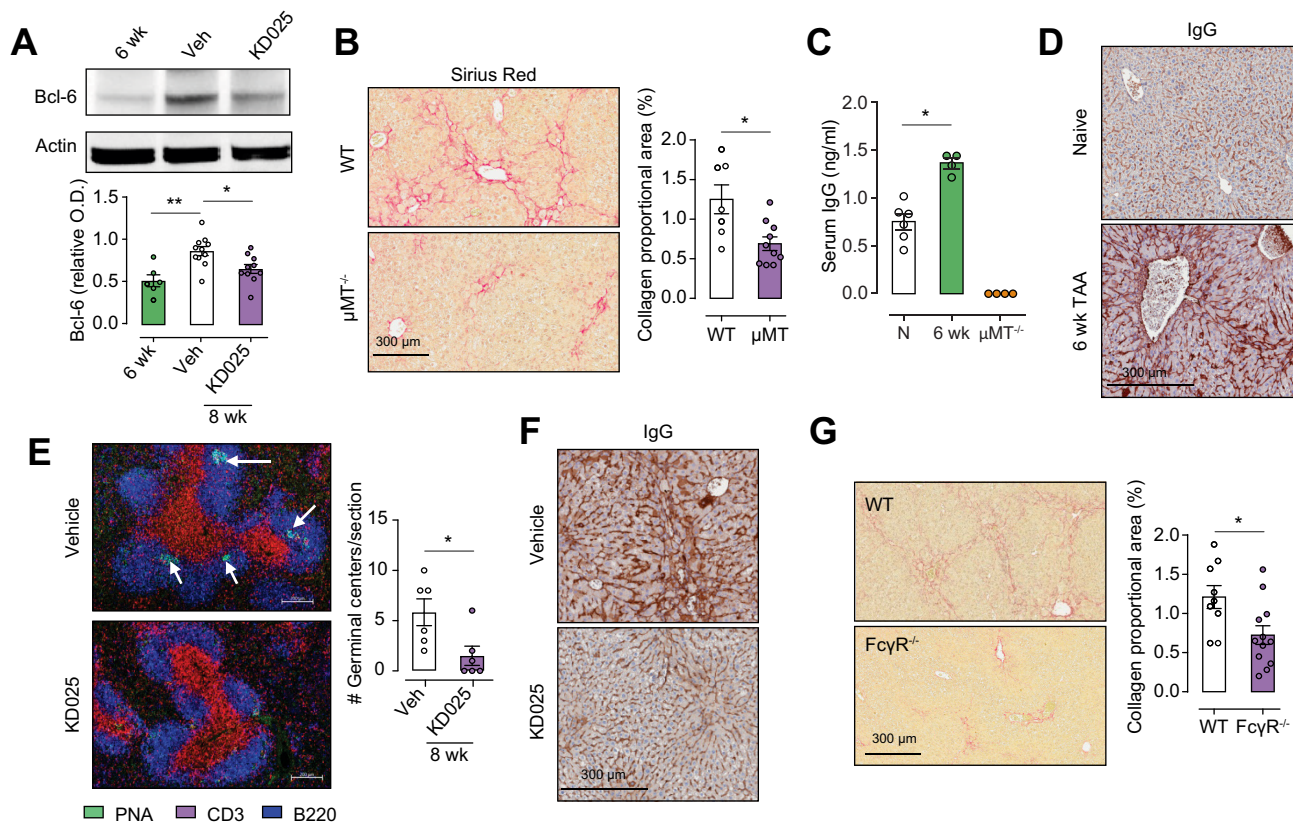 A
6 wk
Veh
KD025
Bcl-6
Actin
Bcl-6 (relative O.D.)
1.5
1.0
0.5
0.0
**
*
6 wk
Veh
KD025
8 wk
B
Sirius Red
WT
µMT-/-
300 µm
Collagen proportional area (%)
2.0
1.5
1.0
0.5
0.0
*
WT
µMT
C
Serum IgG (ng/ml)
2.0
1.5
1.0
0.5
0.0
*
N
6 wk
µMT-/-
D
IgG
Naive
6 wk TAA
300 µm
E
Vehicle
KD025
200 µm
PNA
CD3
B220
# Germinal centers/section
15
10
5
0
*
Veh
KD025
8 wk
F
IgG
Vehicle
KD025
300 µm
G
WT
FcγR-/-
300 µm
Collagen proportional area (%)
2.0
1.5
1.0
0.5
0.0
*
WT
FcγR-/-